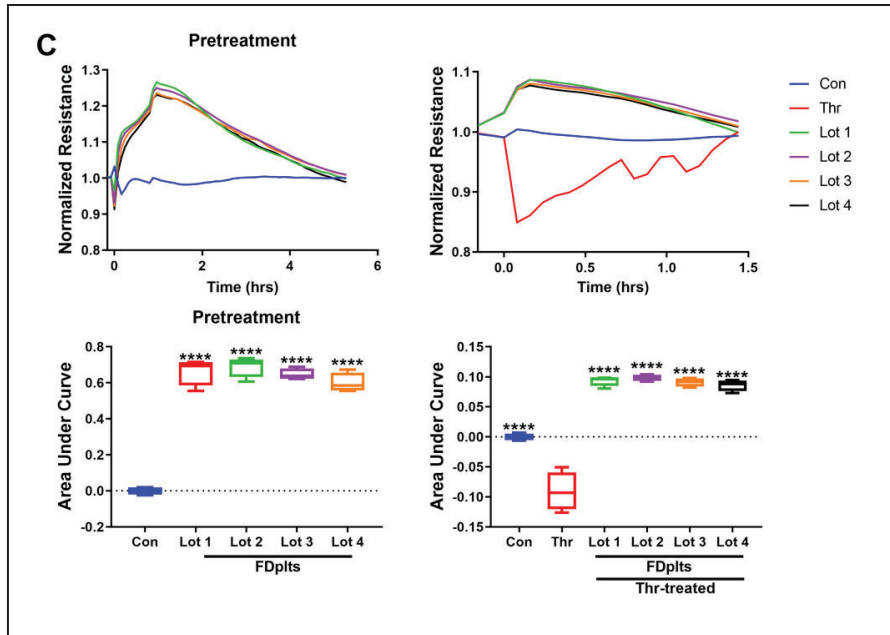 C
Pretreatment
Normalized Resistance
1.3
1.2
1.1
1.0
0.9
0.8
0
2
4
6
Time (hrs)
Normalized Resistance
1.1
1.0
0.9
0.8
0.0
0.5
1.0
1.5
Time (hrs)
Con
Thr
Lot 1
Lot 2
Lot 3
Lot 4
Pretreatment
Area Under Curve
0.8
0.6
0.4
0.2
0.0
-0.2
****
****
****
****
Con Lot 1 Lot 2 Lot 3 Lot 4
FDplts
Area Under Curve
0.15
0.10
0.05
0.00
-0.05
-0.10
-0.15
****
****
****
****
****
Con Thr Lot 1 Lot 2 Lot 3 Lot 4
FDplts
Thr-treated